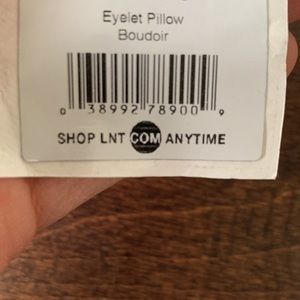 Eyelet Pillow
Boudoir
0 38992 78900 9
SHOP LNT COM ANYTIME